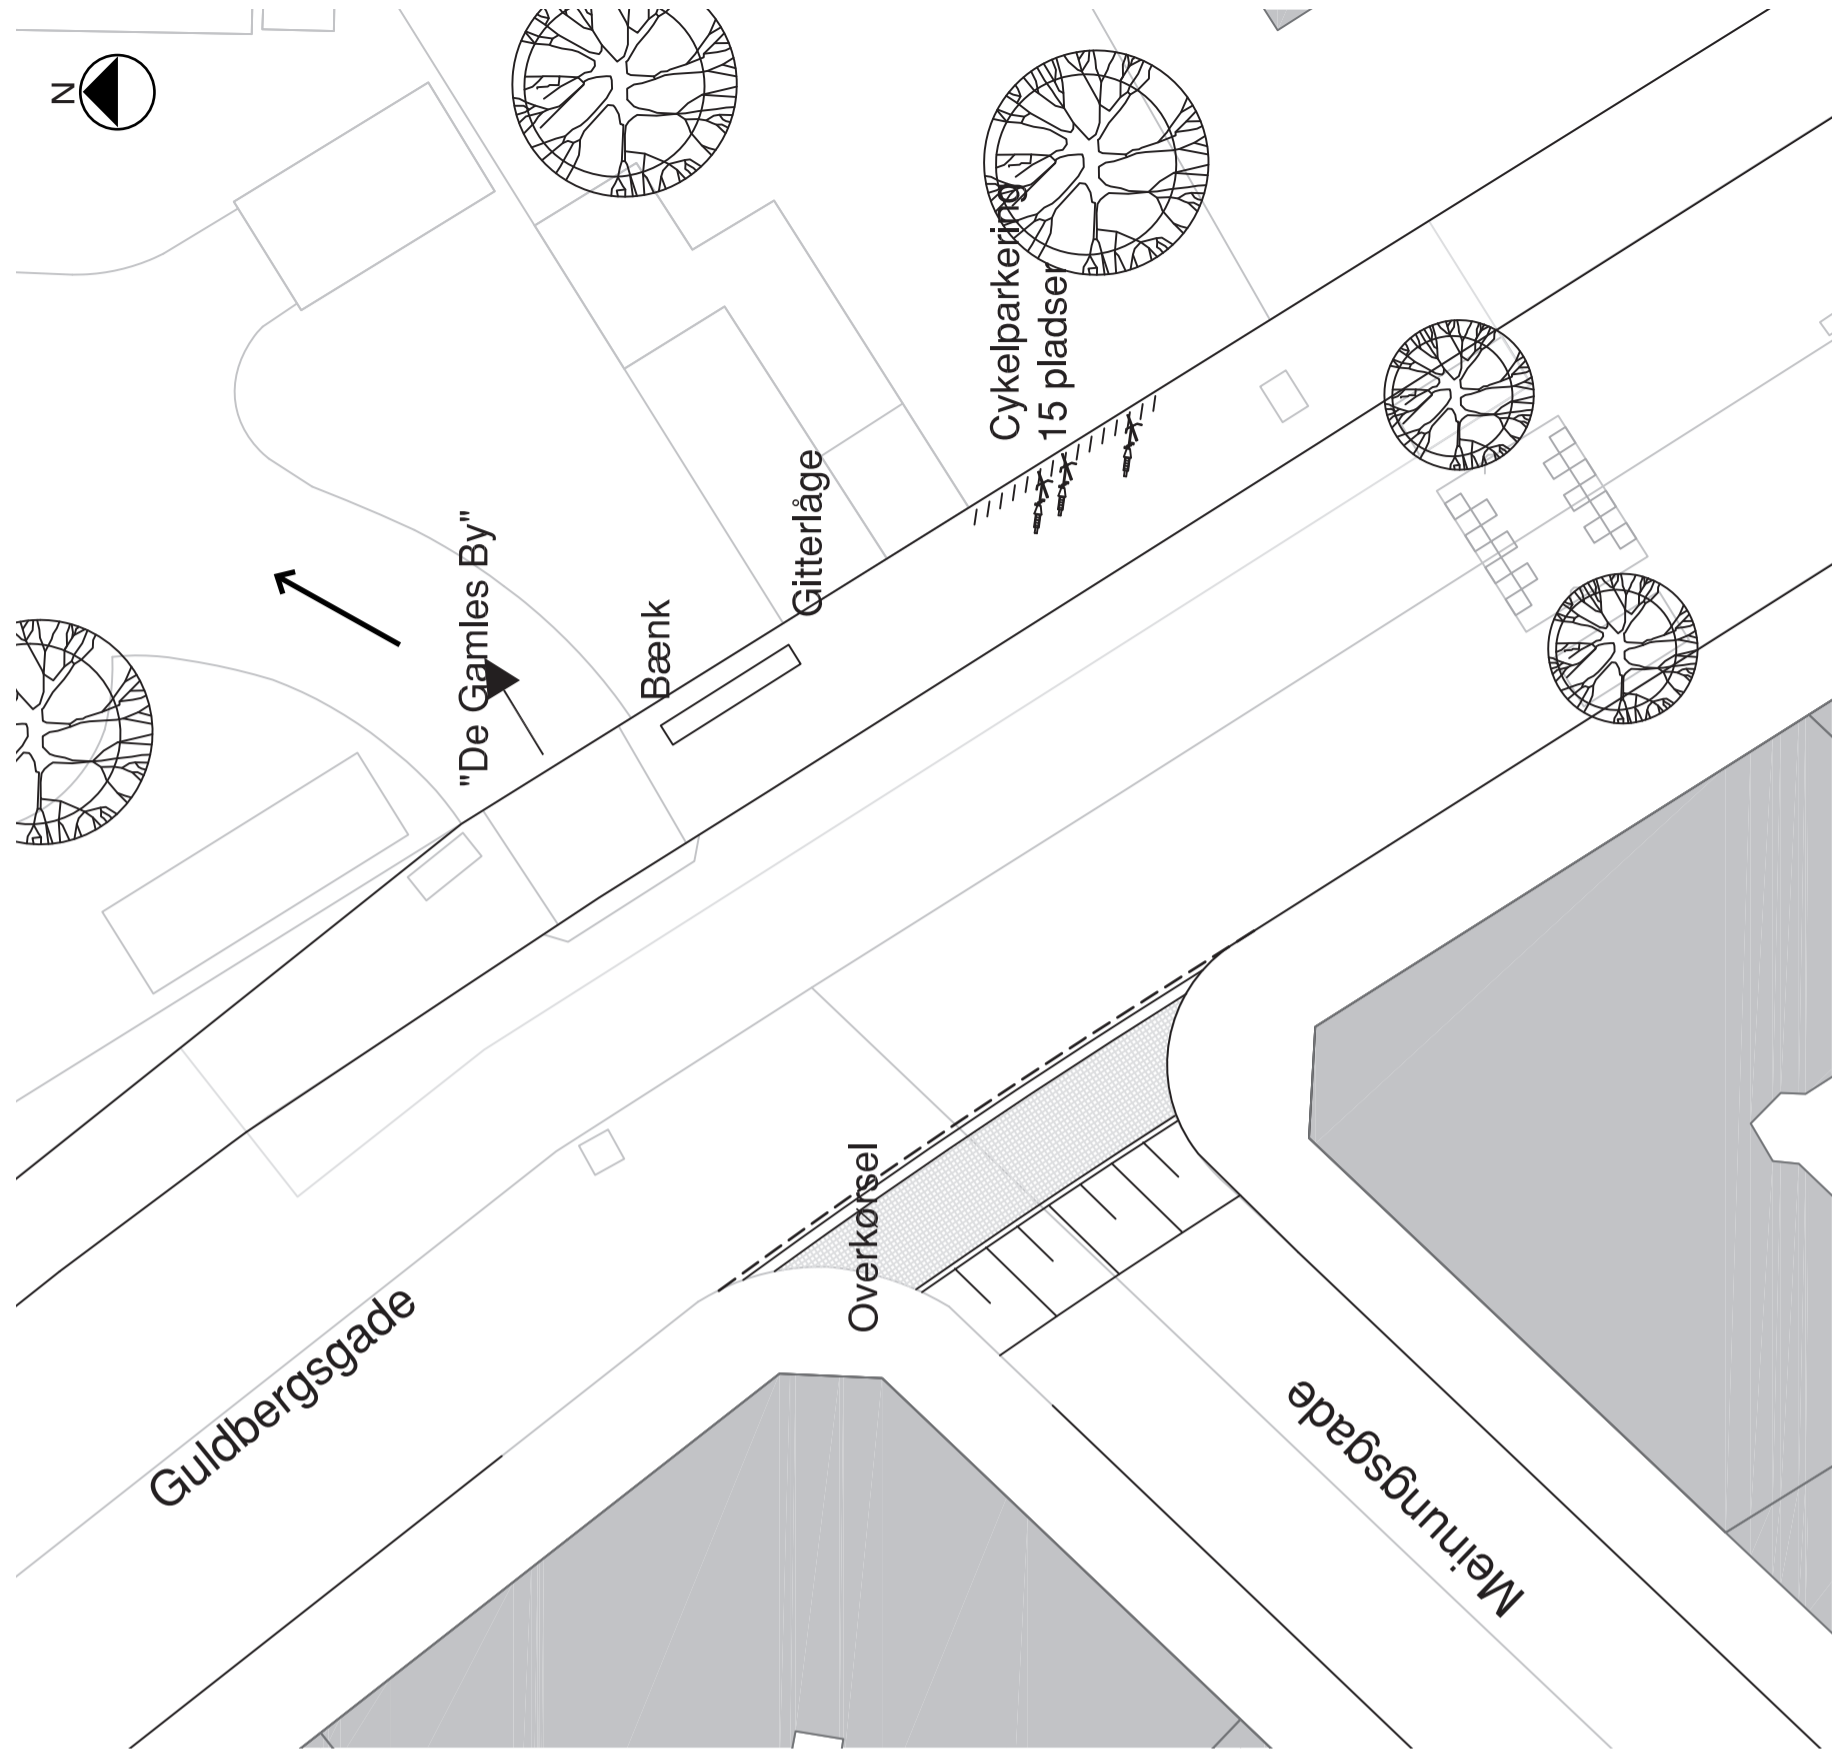 N
"De Gamles By"
Bænk
Gitterlåge
Cykelparkering
15 pladser
Overkørsel
Guldbergsgade
Meinungsgade